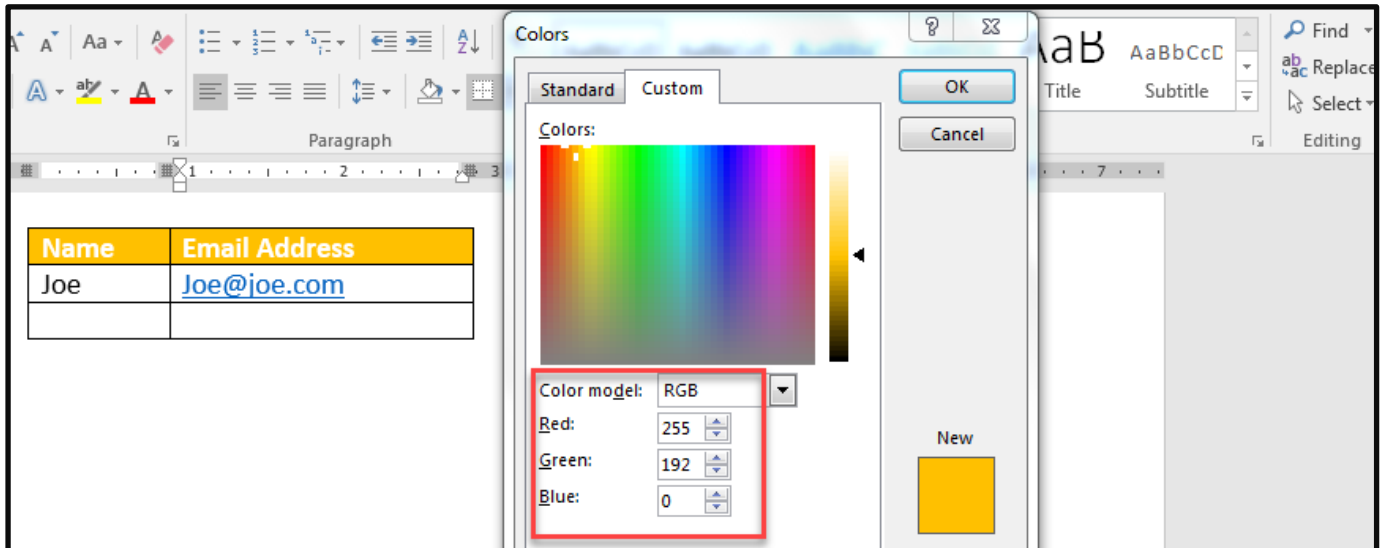 Colors
Aa
AaB AaBbCcD
Find
Replace
Select
A
Title Subtitle
Paragraph
Editing
1 2 3 7
Standard Custom
OK
Cancel
Colors:
Name Email Address
Joe Joe@joe.com
Color model: RGB
Red: 255
Green: 192
Blue: 0
New